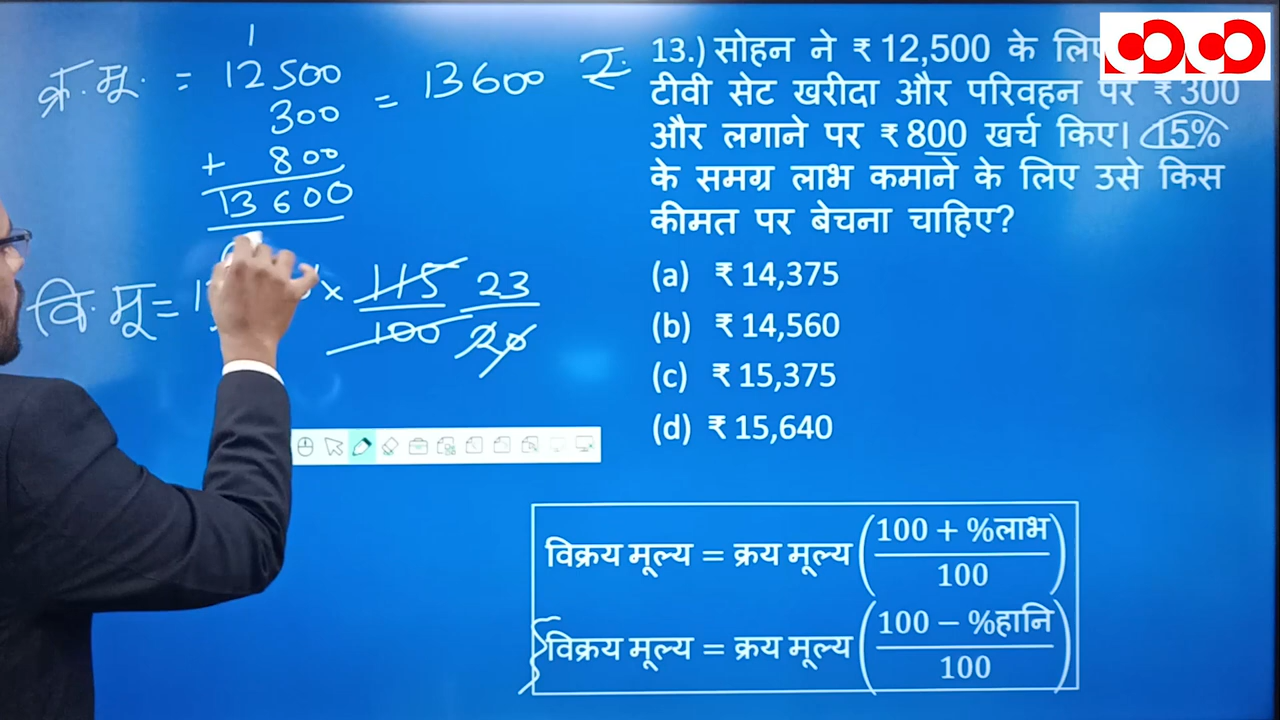 क्र. मू. = 12500 = 13600 रु.
1
300
+ 800
13600
वि. मू = 1 × 115 23
100 20
13.) सोहन ने ₹ 12,500 के
टीवी सेट खरीदा और परिवहन पर ₹ 300
और लगाने पर ₹ 800 खर्च किए। 15%
के समग्र लाभ कमाने के लिए उसे किस
कीमत पर बेचना चाहिए?
(a) ₹ 14,375
(b) ₹ 14,560
(c) ₹ 15,375
(d) ₹ 15,640
विक्रय मूल्य = क्रय मूल्य (100 + %लाभ / 100)
विक्रय मूल्य = क्रय मूल्य (100 − %हानि / 100)